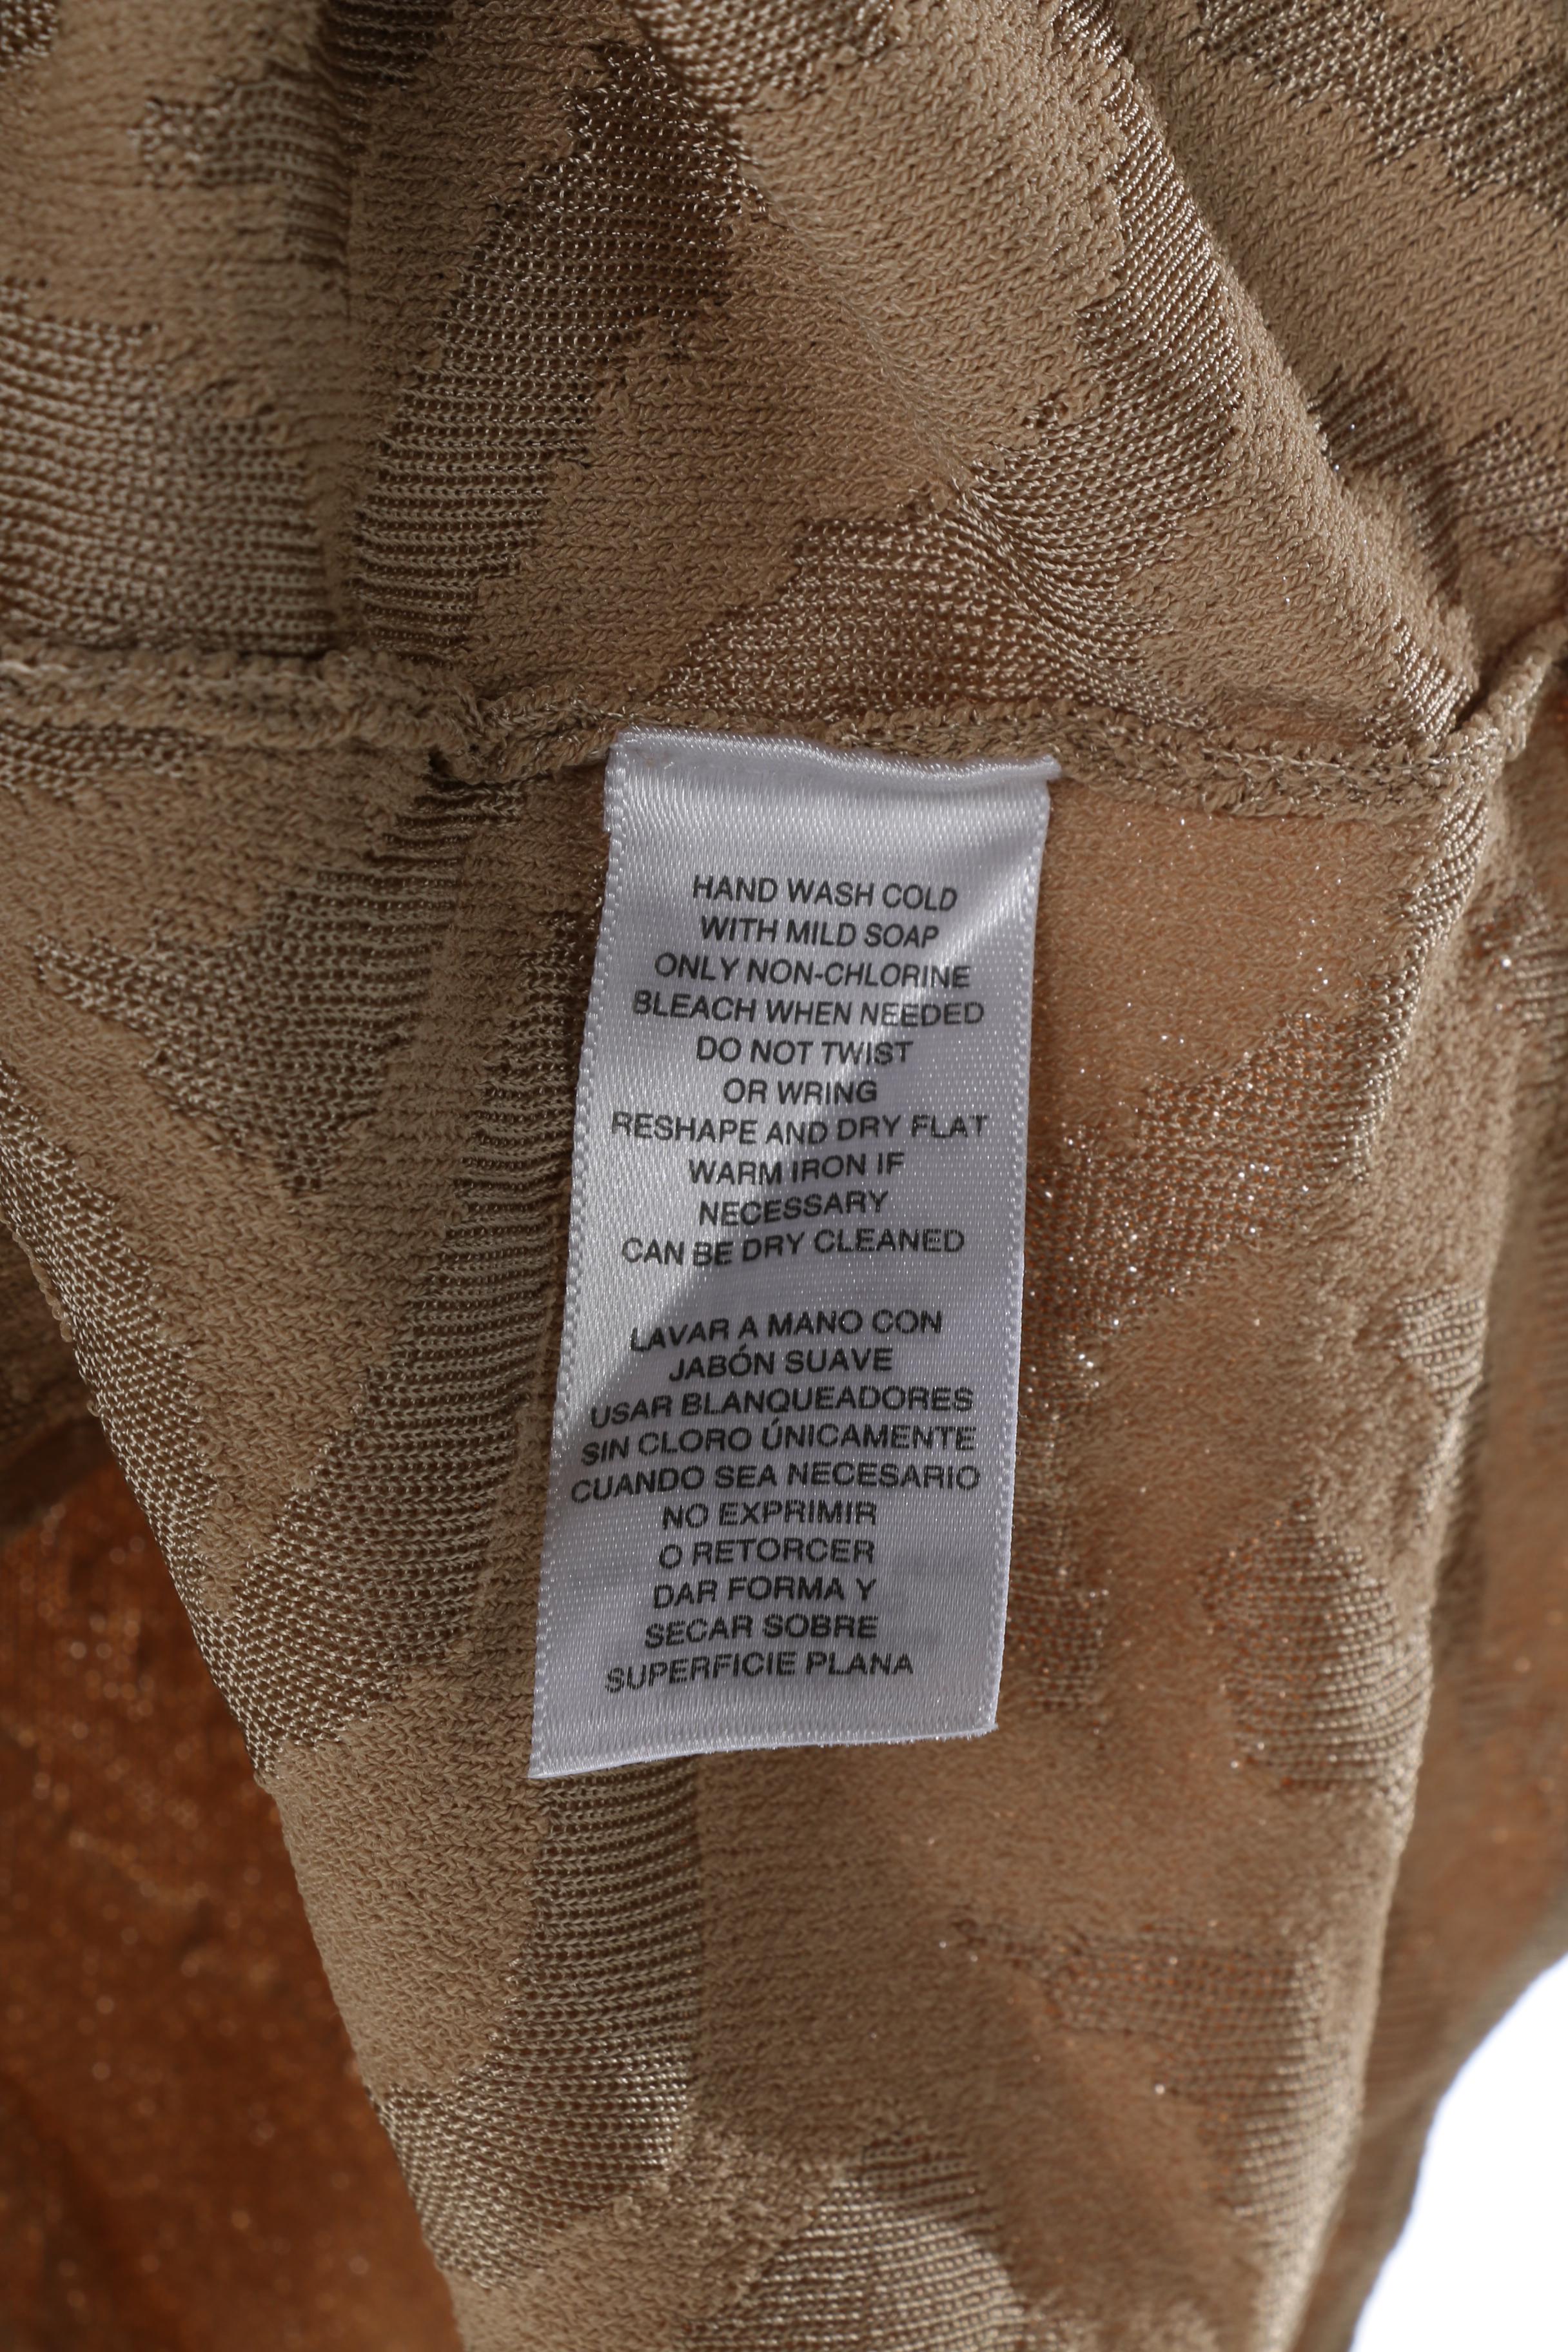 HAND WASH COLD
WITH MILD SOAP
ONLY NON-CHLORINE
BLEACH WHEN NEEDED
DO NOT TWIST
OR WRING
RESHAPE AND DRY FLAT
WARM IRON IF
NECESSARY
CAN BE DRY CLEANED
LAVAR A MANO CON
JABÓN SUAVE
USAR BLANQUEADORES
SIN CLORO ÚNICAMENTE
CUANDO SEA NECESARIO
NO EXPRIMIR
O RETORCER
DAR FORMA Y
SECAR SOBRE
SUPERFICIE PLANA